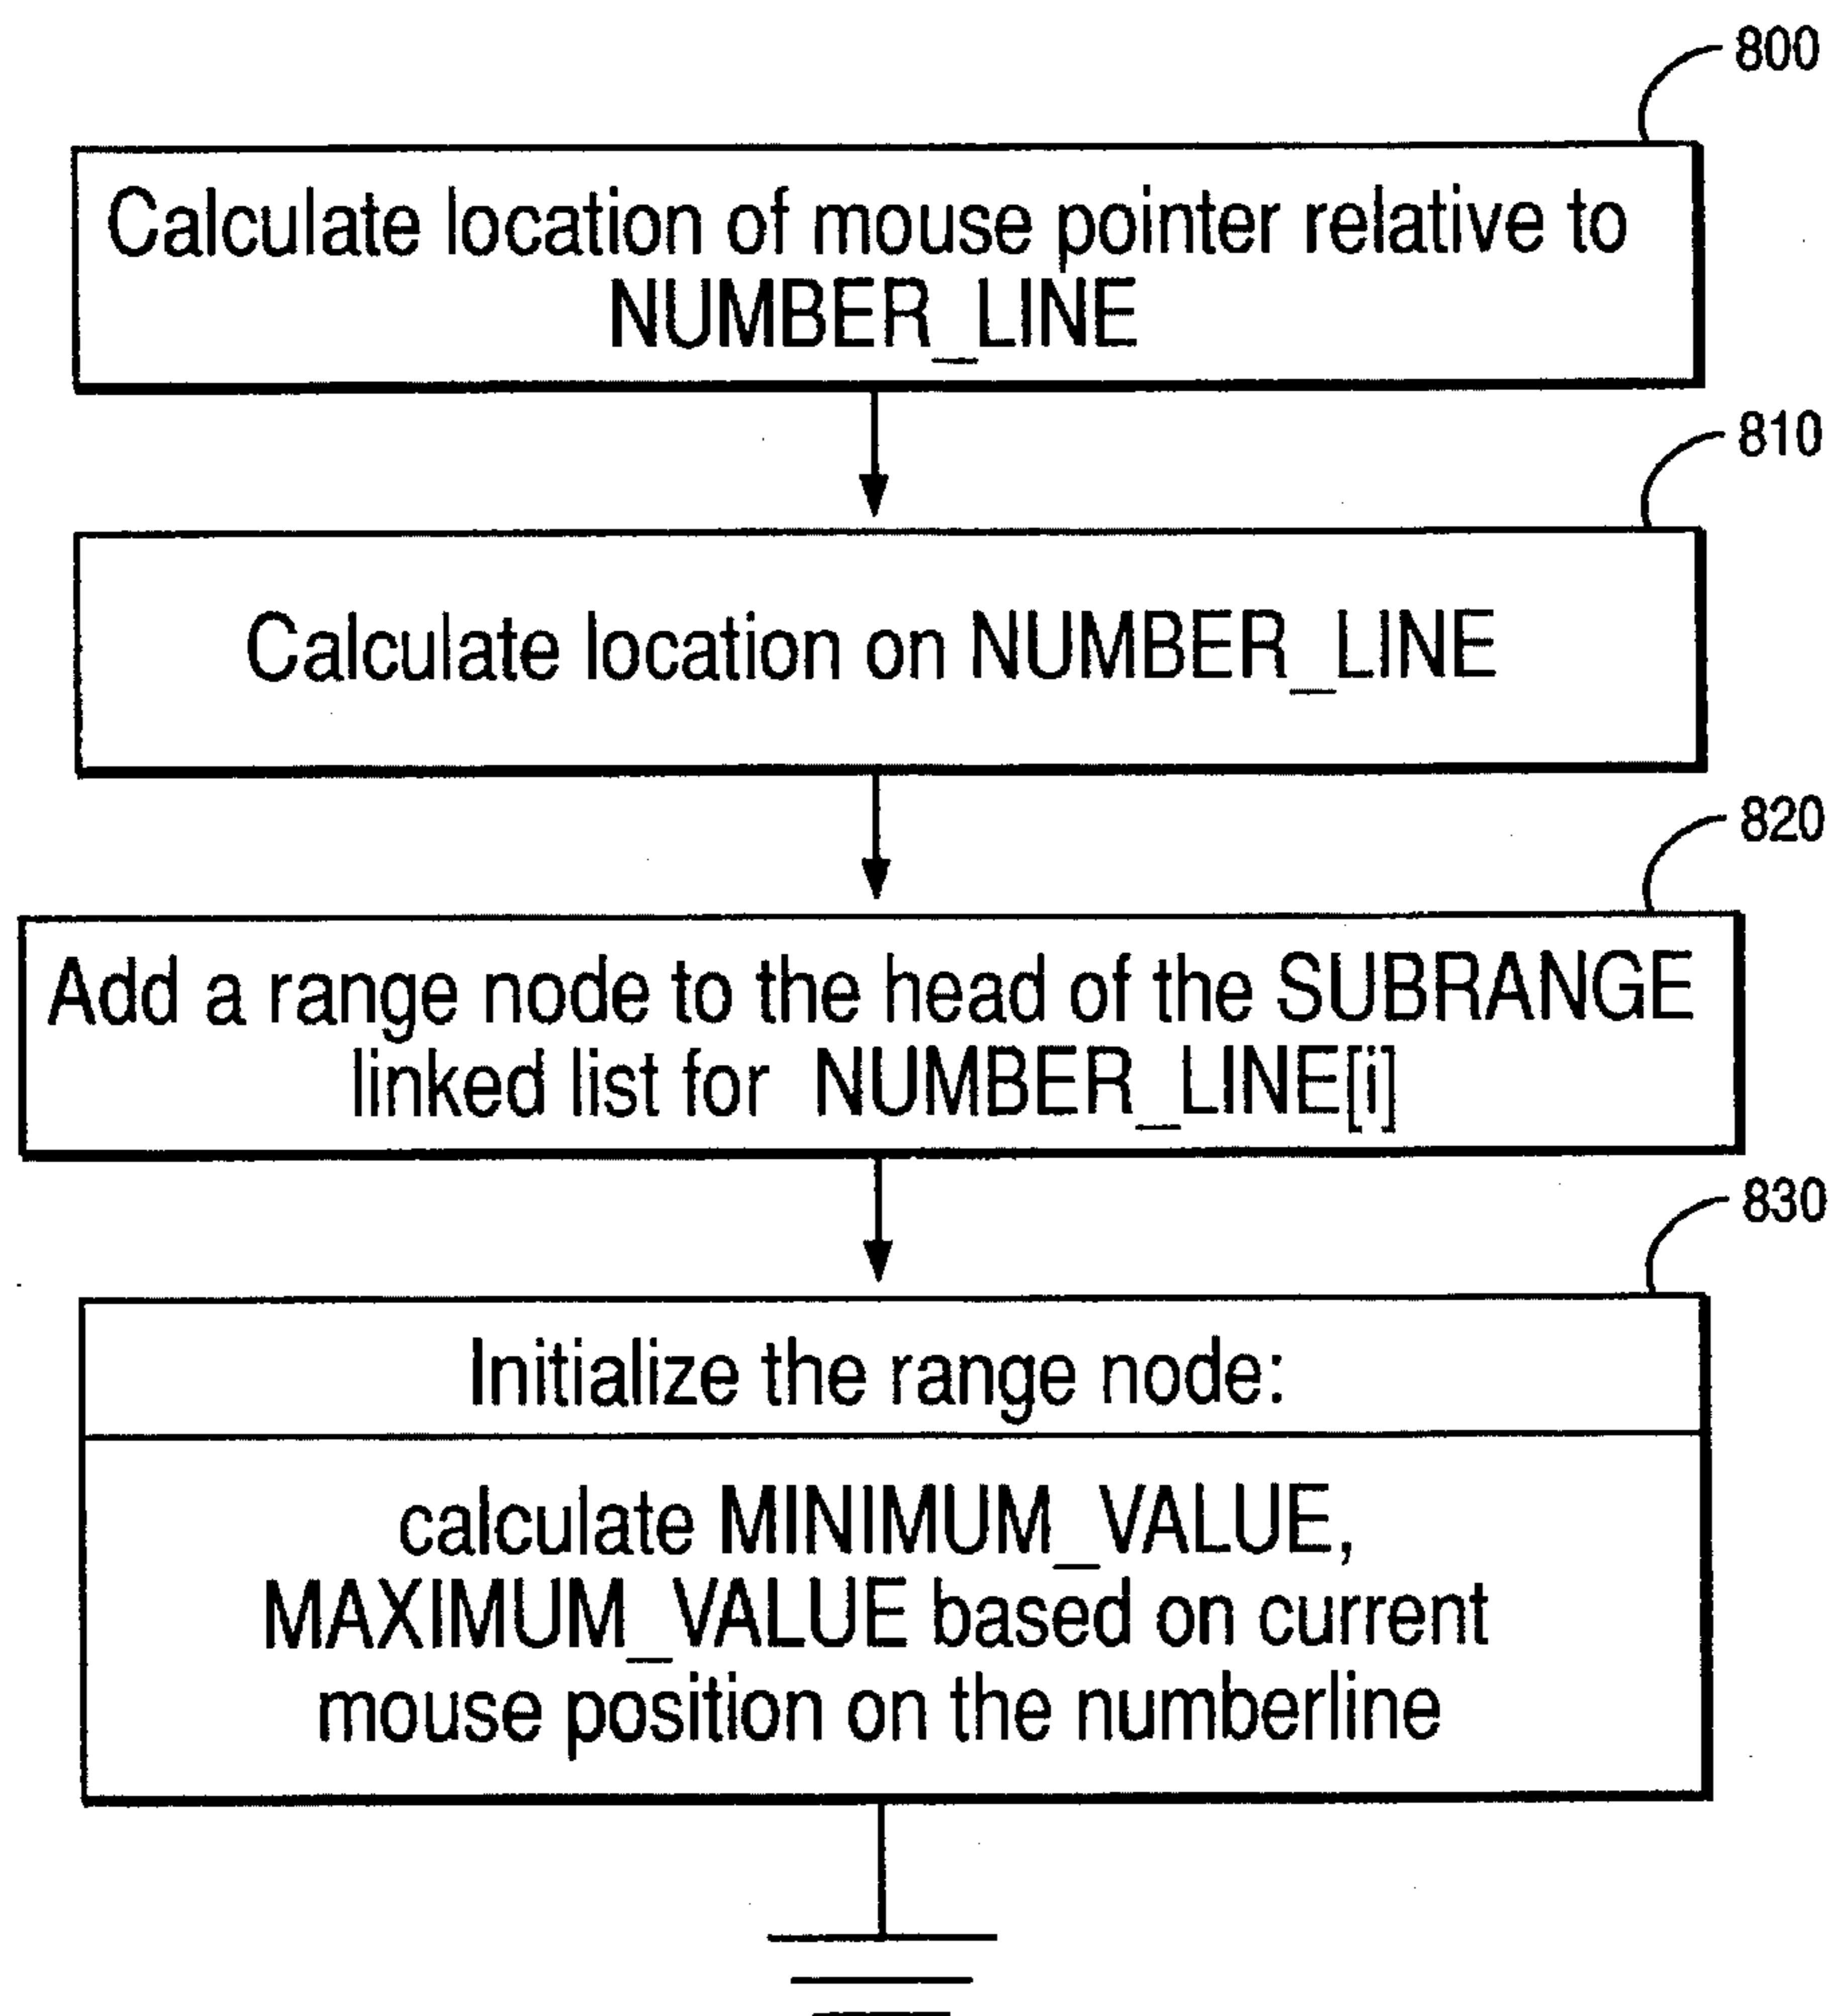 800
Calculate location of mouse pointer relative to
NUMBER_LINE
810
Calculate location on NUMBER_LINE
820
Add a range node to the head of the SUBRANGE
linked list for NUMBER_LINE[i]
830
Initialize the range node:
calculate MINIMUM_VALUE,
MAXIMUM_VALUE based on current
mouse position on the numberline